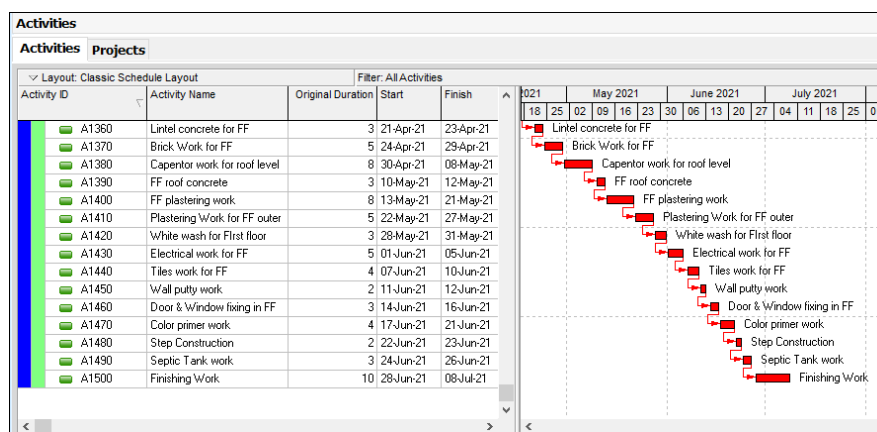 Activities
Activities Projects
Layout: Classic Schedule Layout Filter: All Activities
Activity ID Activity Name Original Duration Start Finish 2021 May 2021 June 2021 July 2021
18 25 02 09 16 23 30 06 13 20 27 04 11 18 25 0
A1360 Lintel concrete for FF 3 21-Apr-21 23-Apr-21 Lintel concrete for FF
A1370 Brick Work for FF 5 24-Apr-21 29-Apr-21 Brick Work for FF
A1380 Capentor work for roof level 8 30-Apr-21 08-May-21 Capentor work for roof level
A1390 FF roof concrete 3 10-May-21 12-May-21 FF roof concrete
A1400 FF plastering work 8 13-May-21 21-May-21 FF plastering work
A1410 Plastering Work for FF outer 5 22-May-21 27-May-21 Plastering Work for FF outer
A1420 White wash for FIrst floor 3 28-May-21 31-May-21 White wash for FIrst floor
A1430 Electrical work for FF 5 01-Jun-21 05-Jun-21 Electrical work for FF
A1440 Tiles work for FF 4 07-Jun-21 10-Jun-21 Tiles work for FF
A1450 Wall putty work 2 11-Jun-21 12-Jun-21 Wall putty work
A1460 Door & Window fixing in FF 3 14-Jun-21 16-Jun-21 Door & Window fixing in FF
A1470 Color primer work 4 17-Jun-21 21-Jun-21 Color primer work
A1480 Step Construction 2 22-Jun-21 23-Jun-21 Step Construction
A1490 Septic Tank work 3 24-Jun-21 26-Jun-21 Septic Tank work
A1500 Finishing Work 10 28-Jun-21 08-Jul-21 Finishing Work